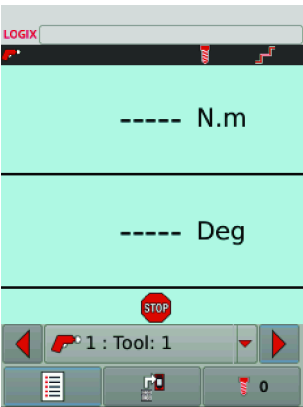 LOGIX
----- N.m
----- Deg
STOP
1 : Tool: 1
0